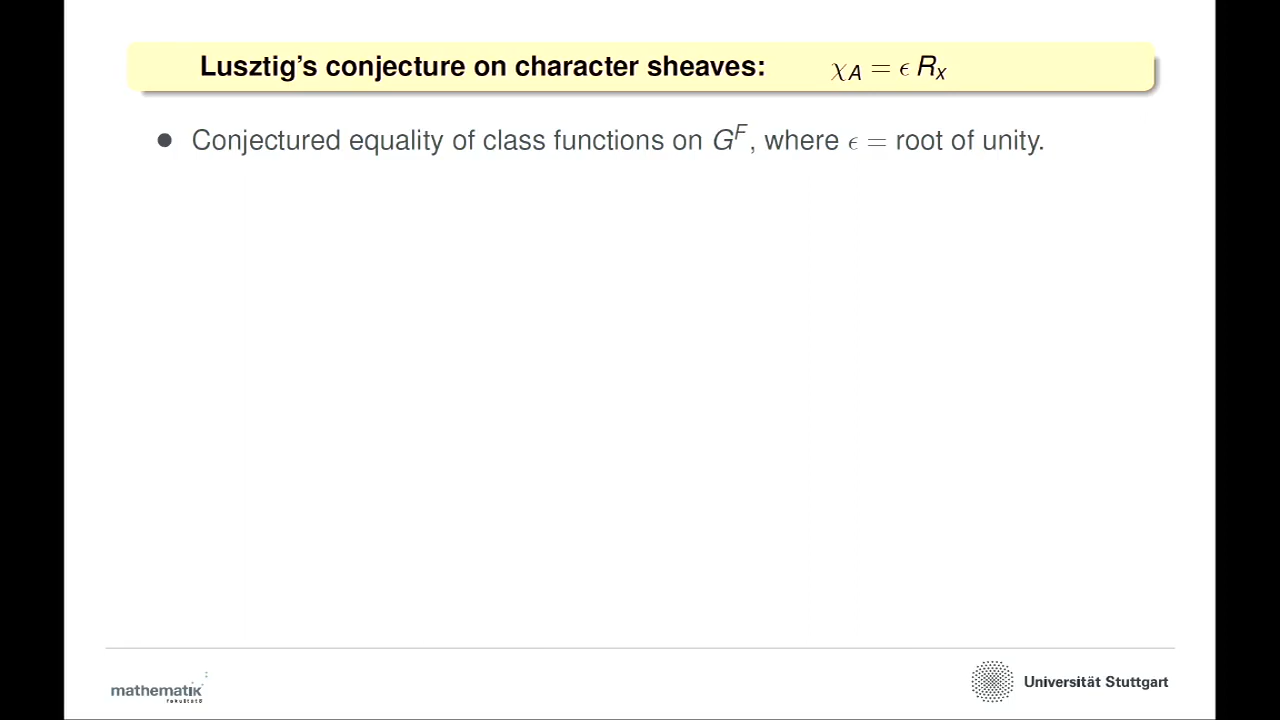 Lusztig's conjecture on character sheaves: χ_A = ϵ R_x
● Conjectured equality of class functions on G^F, where ϵ = root of unity.
mathematik
fakultät
Universität Stuttgart